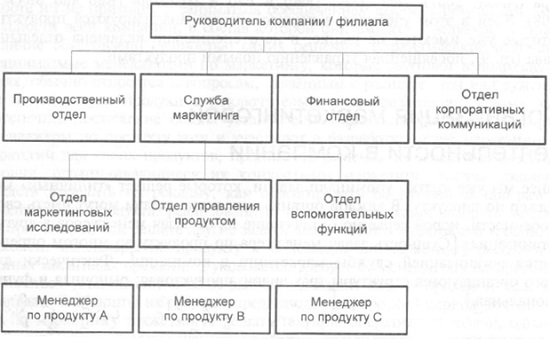 Руководитель компании / филиала
Производственный
отдел
Служба
маркетинга
Финансовый
отдел
Отдел
корпоративных
коммуникаций
Отдел
маркетинговых
исследований
Отдел управления
продуктом
Отдел
вспомогательных
функций
Менеджер
по продукту А
Менеджер
по продукту В
Менеджер
по продукту С